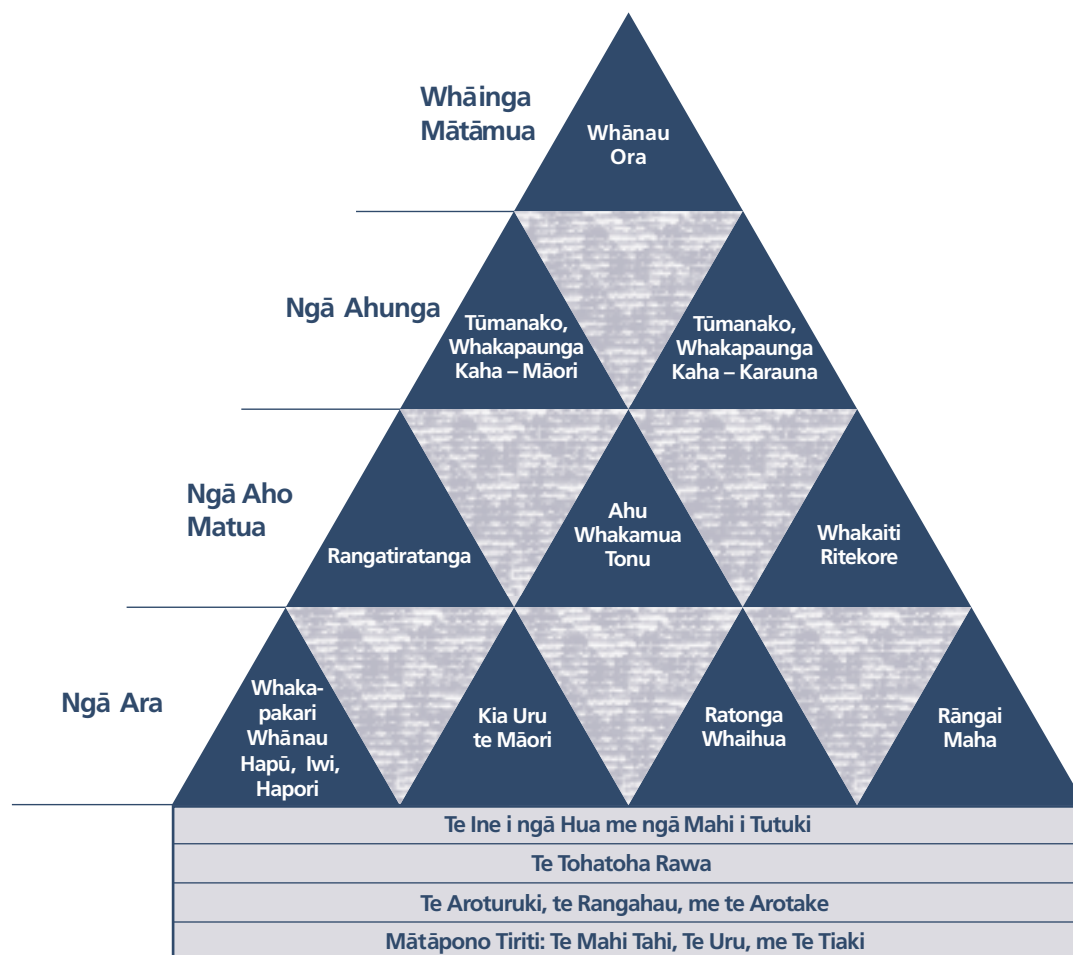 Whāinga
Mātāmua
Whānau
Ora
Ngā Ahunga
Tūmanako,
Whakapaunga
Kaha – Māori
Tūmanako,
Whakapaunga
Kaha – Karauna
Ngā Aho
Matua
Rangatiratanga
Ahu
Whakamua
Tonu
Whakaiti
Ritekore
Ngā Ara
Whaka-
pakari
Whānau
Hapū, Iwi,
Hapori
Kia Uru
te Māori
Ratonga
Whaihua
Rāngai
Maha
Te Ine i ngā Hua me ngā Mahi i Tutuki
Te Tohatoha Rawa
Te Aroturuki, te Rangahau, me te Arotake
Mātāpono Tiriti: Te Mahi Tahi, Te Uru, me Te Tiaki